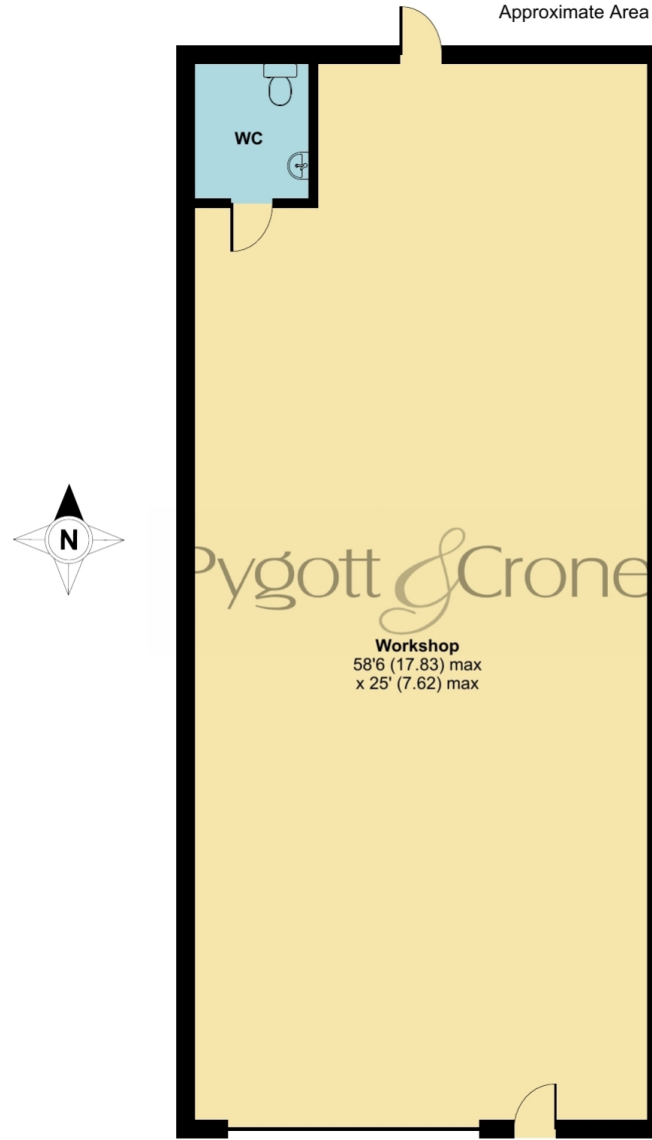 Approximate Area
WC
N
Pygott & Crone
Workshop
58'6 (17.83) max
x 25' (7.62) max